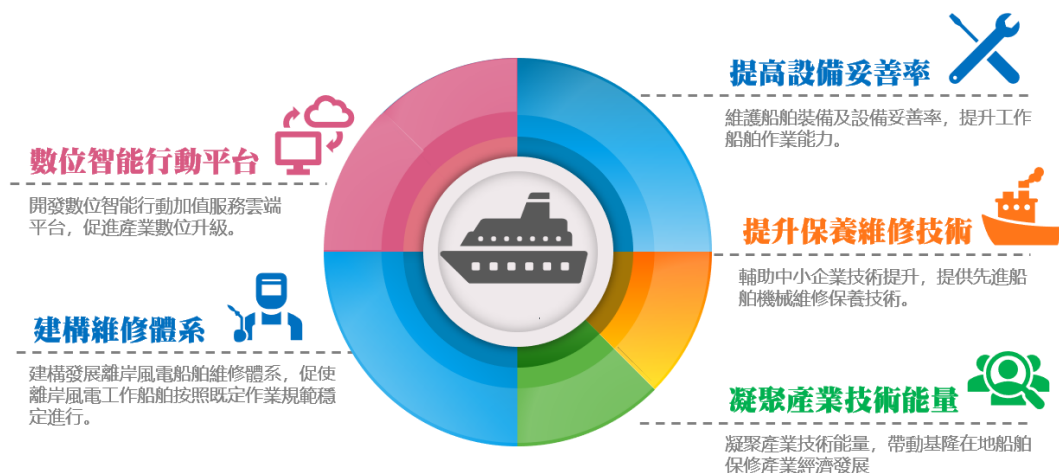 數位智能行動平台
開發數位智能行動加值服務雲端
平台，促進產業數位升級。
建構維修體系
建構發展離岸風電船舶維修體系，促使
離岸風電工作船舶按照既定作業規範穩
定進行。
提高設備妥善率
維護船舶裝備及設備妥善率，提升工作
船舶作業能力。
提升保養維修技術
輔助中小企業技術提升，提供先進船
舶機械維修保養技術。
凝聚產業技術能量
凝聚產業技術能量，帶動基隆在地船舶
保修產業經濟發展